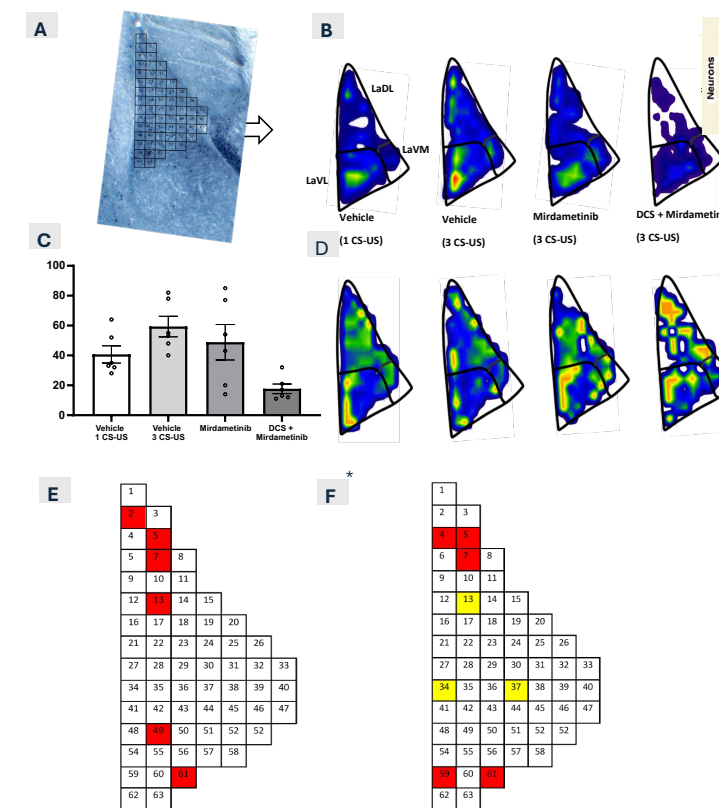 A
B
Neurons
LaDL
LaVM
LaVL
Vehicle
(1 CS-US)
Vehicle
(3 CS-US)
Mirdametinib
(3 CS-US)
DCS + Mirdametin
(3 CS-US)
C
D
100
80
60
40
20
0
Vehicle
1 CS-US
Vehicle
3 CS-US
Mirdametinib
DCS +
Mirdametinib
E
1
2 3
4 5
5 7 8
9 10 11
12 13 14 15
16 17 18 19 20
21 22 23 24 25 26
27 28 29 30 31 32 33
34 35 36 37 38 39 40
41 42 43 44 45 46 47
48 49 50 51 52 52
54 55 56 57 58
59 60 61
62 63
F
*
1
2 3
4 5
6 7 8
9 10 11
12 13 14 15
16 17 18 19 20
21 22 23 24 25 26
27 28 29 30 31 32 33
34 35 36 37 38 39 40
41 42 43 44 45 46 47
48 49 50 51 52 52
54 55 56 57 58
59 60 61
62 63